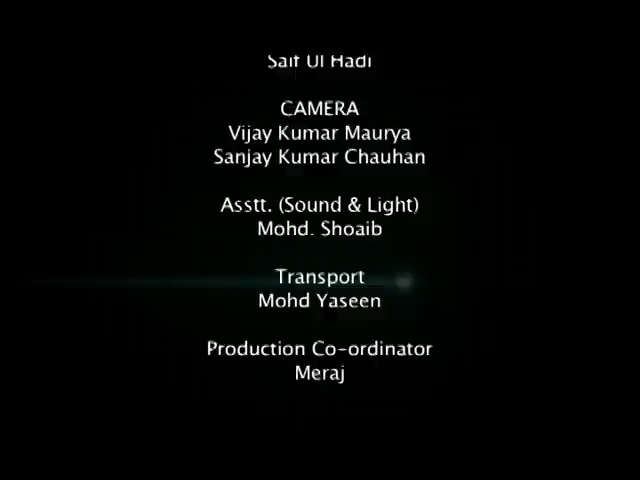 Saif Ul Hadi
CAMERA
Vijay Kumar Maurya
Sanjay Kumar Chauhan
Asstt. (Sound & Light)
Mohd. Shoaib
Transport
Mohd Yaseen
Production Co-ordinator
Meraj